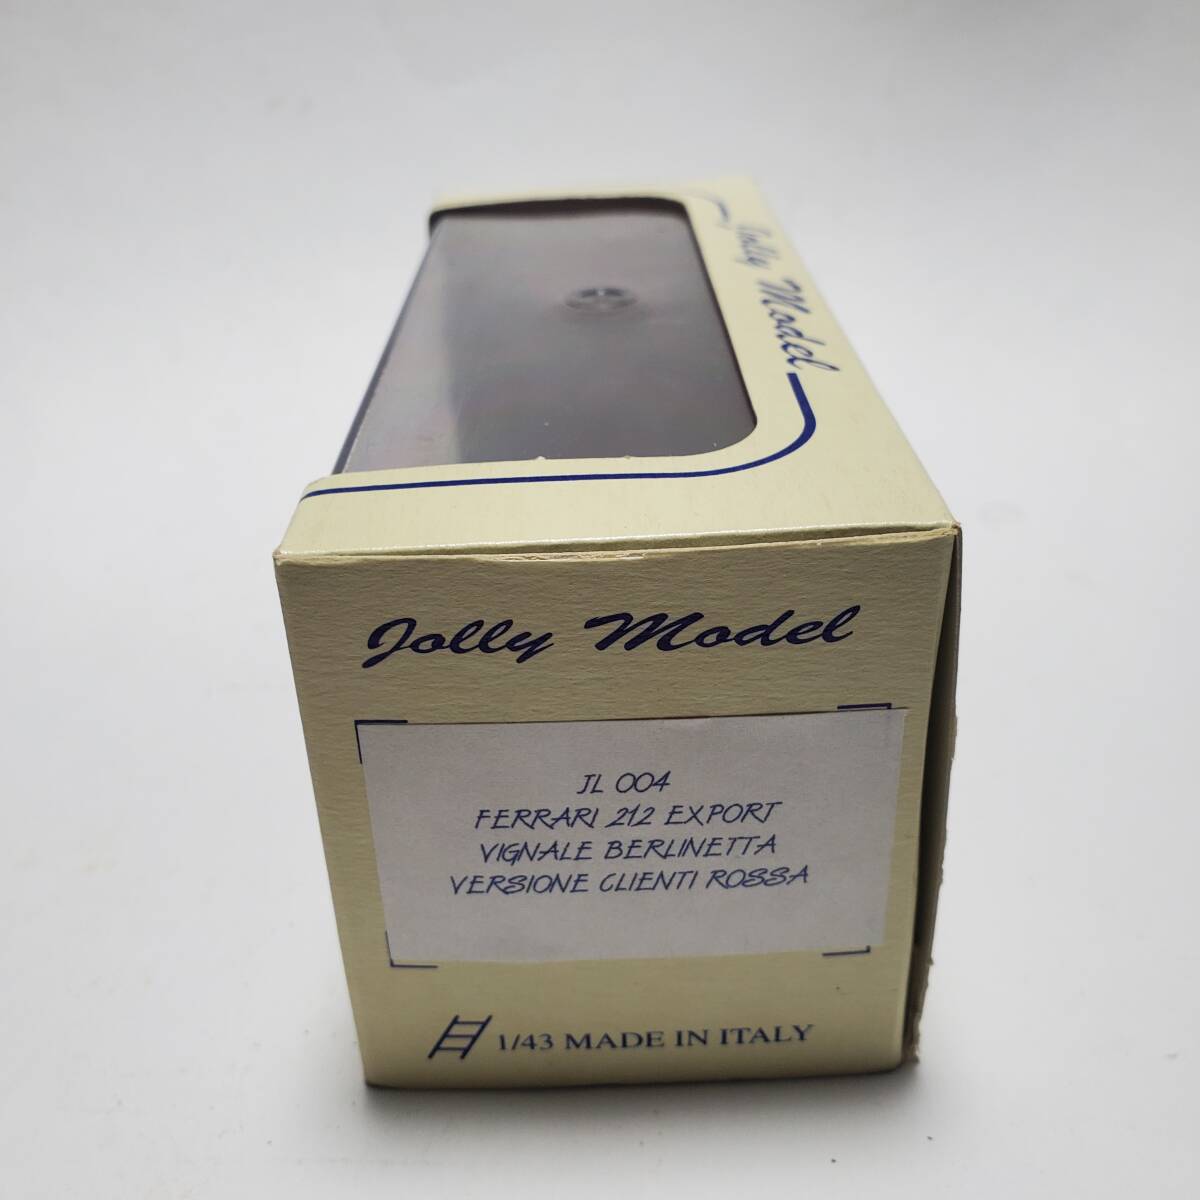 Jolly Model
Jolly Model
JL 004
FERRARI 212 EXPORT
VIGNALE BERLINETTA
VERSIONE CLIENTI ROSSA
1/43 MADE IN ITALY